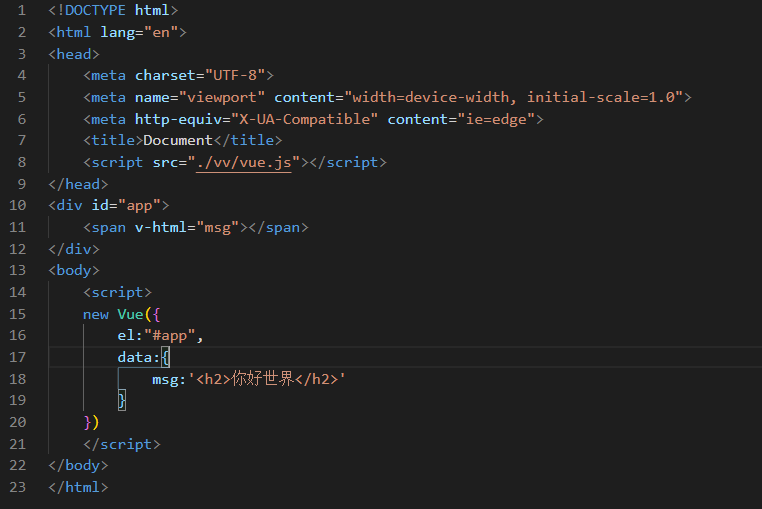 1 <!DOCTYPE html>
2 <html lang="en">
3 <head>
4     <meta charset="UTF-8">
5     <meta name="viewport" content="width=device-width, initial-scale=1.0">
6     <meta http-equiv="X-UA-Compatible" content="ie=edge">
7     <title>Document</title>
8     <script src="./vv/vue.js"></script>
9 </head>
10 <div id="app">
11     <span v-html="msg"></span>
12 </div>
13 <body>
14     <script>
15     new Vue({
16         el:"#app",
17         data:{
18             msg:'<h2>你好世界</h2>'
19         }
20     })
21     </script>
22 </body>
23 </html>